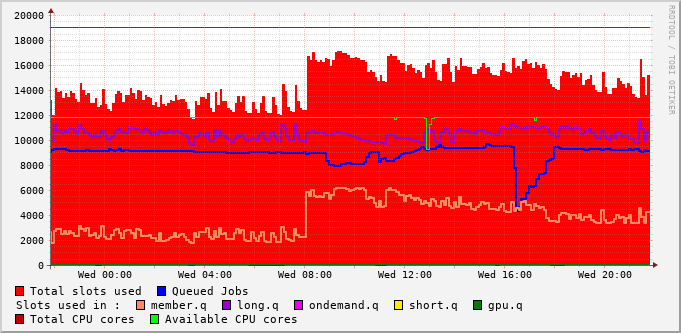 20000
18000
16000
14000
12000
10000
8000
6000
4000
2000
0
Wed 00:00 Wed 04:00 Wed 08:00 Wed 12:00 Wed 16:00 Wed 20:00
Total slots used Queued Jobs
Slots used in : member.q long.q ondemand.q short.q gpu.q
Total CPU cores Available CPU cores
RRDTOOL / TOBI OETIKER